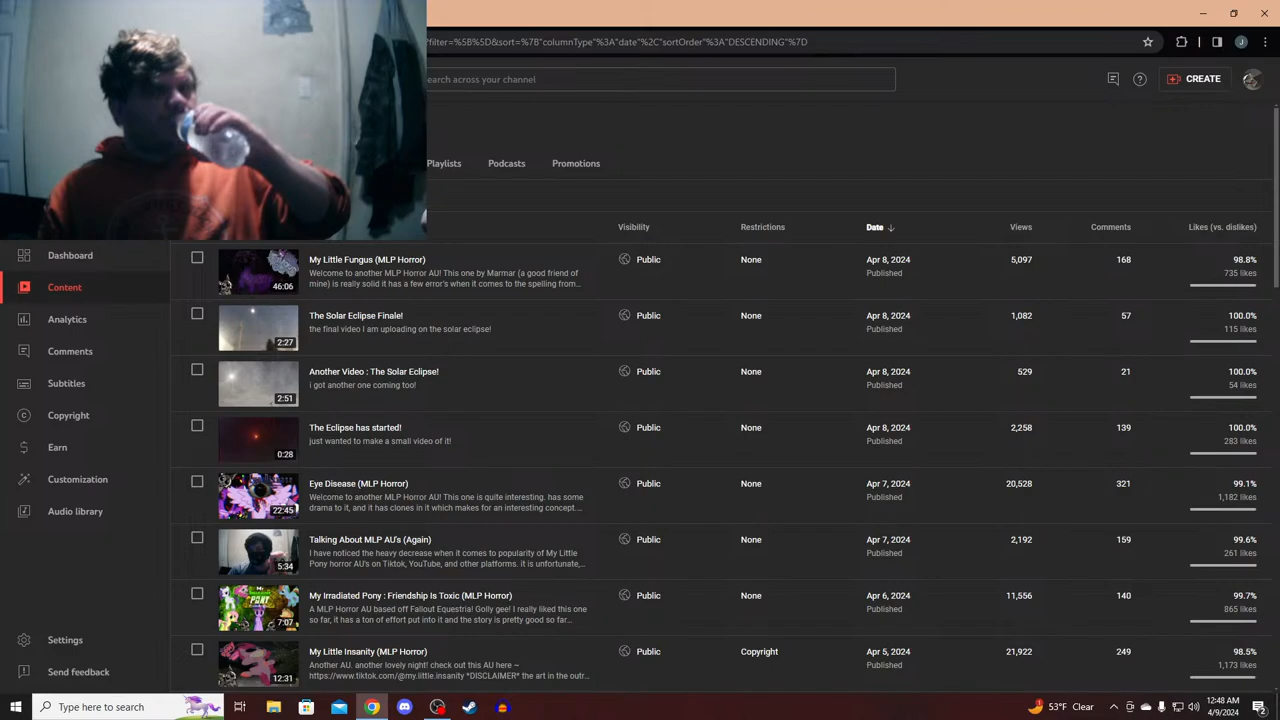 ?filter=%5B%5D&sort=%7B"columnType"%3A"date"%2C"sortOrder"%3A"DESCENDING"%7D
J
earch across your channel
CREATE
Playlists Podcasts Promotions
Visibility Restrictions Date Views Comments Likes (vs. dislikes)
Dashboard
Content
Analytics
Comments
Subtitles
Copyright
Earn
Customization
Audio library
Settings
Send feedback
My Little Fungus (MLP Horror) Public None Apr 8, 2024 5,097 168 98.8%
Welcome to another MLP Horror AU! This one by Marmar (a good friend of Published 735 likes
mine) is really solid it has a few error's when it comes to the spelling from…
46:06
The Solar Eclipse Finale! Public None Apr 8, 2024 1,082 57 100.0%
the final video I am uploading on the solar eclipse! Published 115 likes
2:27
Another Video : The Solar Eclipse! Public None Apr 8, 2024 529 21 100.0%
i got another one coming too! Published 54 likes
2:51
The Eclipse has started! Public None Apr 8, 2024 2,258 139 100.0%
just wanted to make a small video of it! Published 283 likes
0:28
Eye Disease (MLP Horror) Public None Apr 7, 2024 20,528 321 99.1%
Welcome to another MLP Horror AU! This one is quite interesting. has some Published 1,182 likes
drama to it, and it has clones in it which makes for an interesting concept.…
22:45
Talking About MLP AU's (Again) Public None Apr 7, 2024 2,192 159 99.6%
I have noticed the heavy decrease when it comes to popularity of My Little Published 261 likes
Pony horror AU's on Tiktok, YouTube, and other platforms. it is unfortunate,…
5:34
My Irradiated Pony : Friendship Is Toxic (MLP Horror) Public None Apr 6, 2024 11,556 140 99.7%
A MLP Horror AU based off Fallout Equestria! Golly gee! I really liked this one Published 865 likes
so far, it has a ton of effort put into it and the story is pretty good so far…
PONY
7:07
My Little Insanity (MLP Horror) Public Copyright Apr 5, 2024 21,922 249 98.5%
Another AU. another lovely night! check out this AU here ~ Published 1,173 likes
https://www.tiktok.com/@my.little.insanity *DISCLAIMER* the art in the outr…
12:31
Type here to search
53°F Clear
12:48 AM
4/9/2024
2